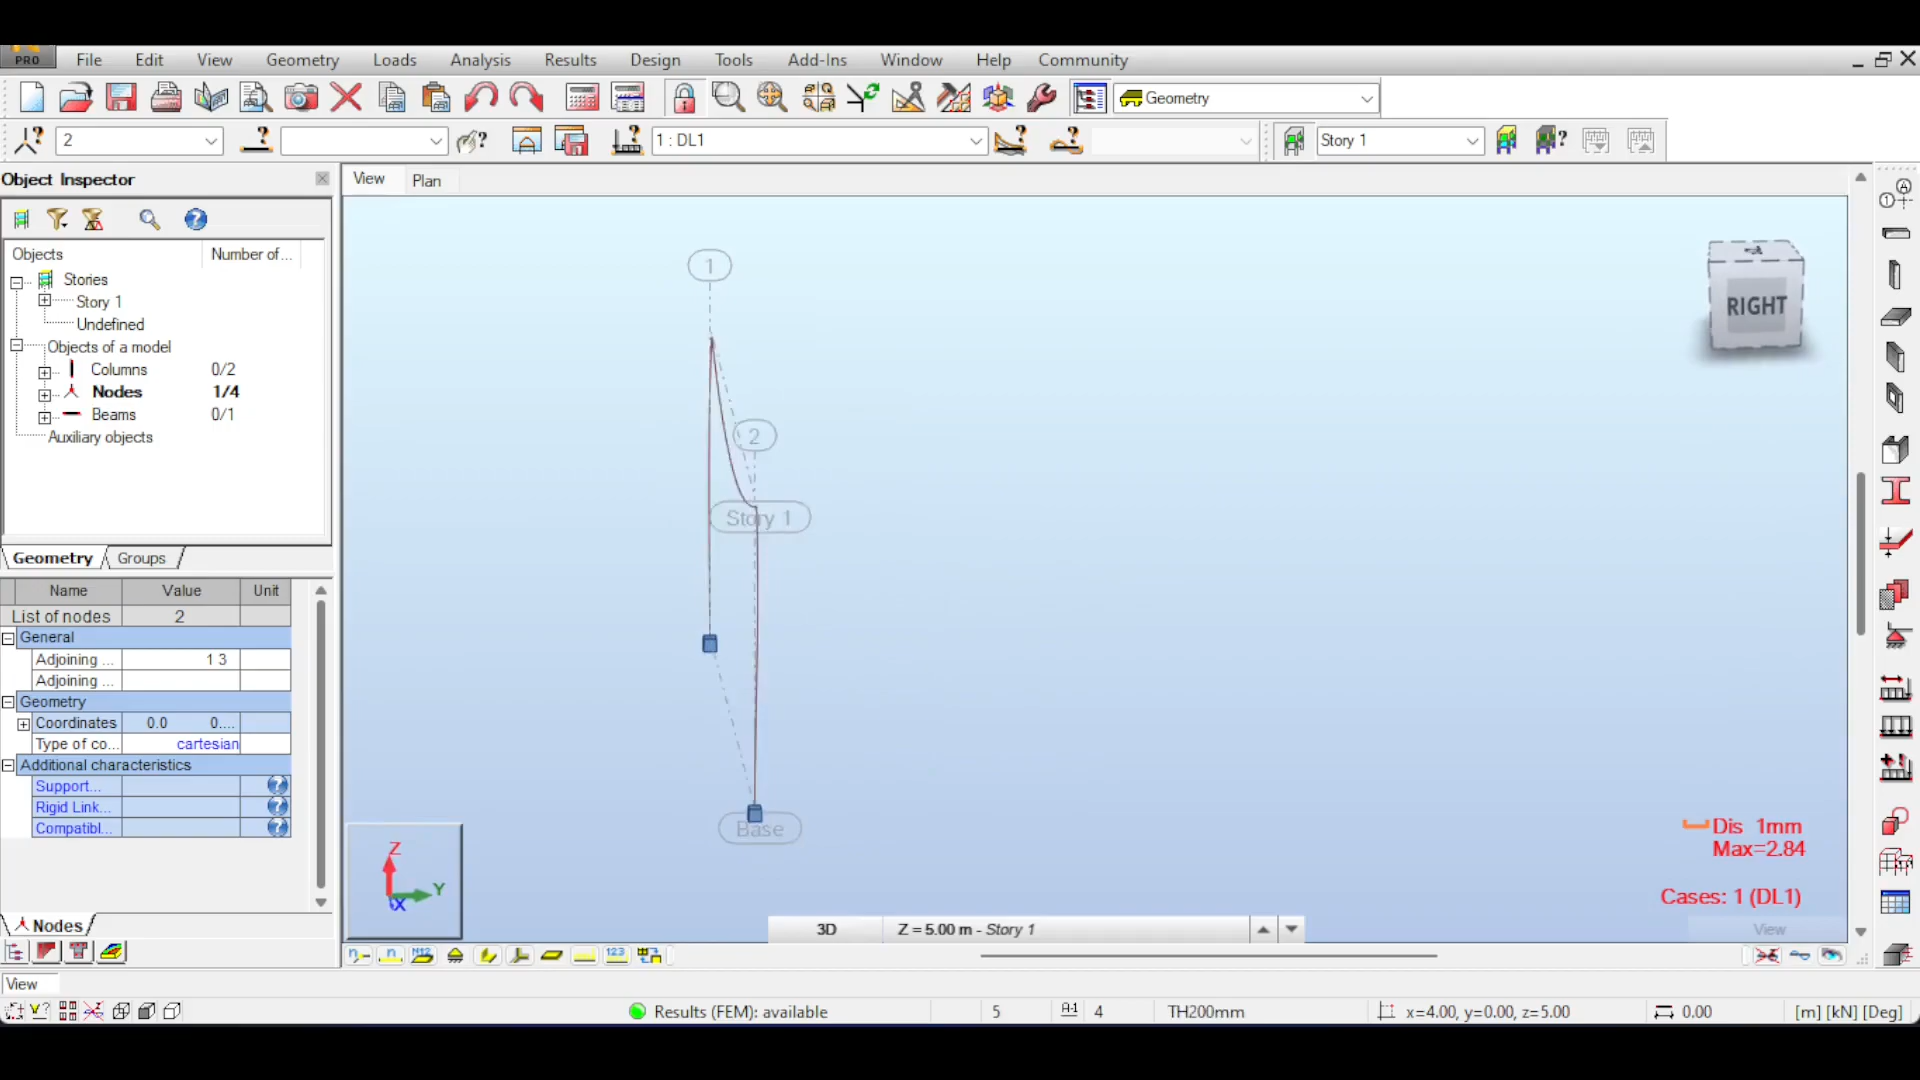 PRO File Edit View Geometry Loads Analysis Results Design Tools Add-Ins Window Help Community
Geometry
2 1 : DL1 Story 1
Object Inspector
View Plan
Objects Number of...
Stories
Story 1
Undefined
Objects of a model
Columns 0/2
Nodes 1/4
Beams 0/1
Auxiliary objects
Geometry Groups
Name Value Unit
List of nodes 2
General
Adjoining ... 1 3
Adjoining ...
Geometry
Coordinates 0.0 0....
Type of co... cartesian
Additional characteristics
Support...
Rigid Link...
Compatibl...
Nodes
1
2
Story 1
Base
RIGHT
Z
Y
X
Dis 1mm
Max=2.84
Cases: 1 (DL1)
3D Z = 5.00 m - Story 1
View
View
Results (FEM): available 5 4 TH200mm x=4.00, y=0.00, z=5.00 0.00 [m] [kN] [Deg]